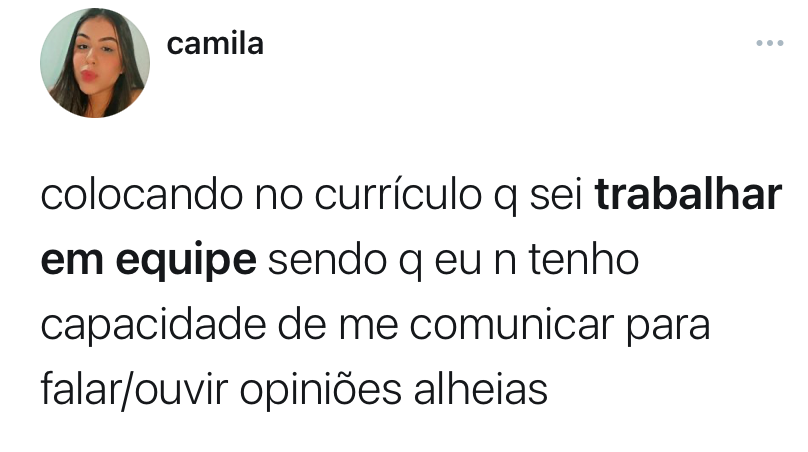 camila
colocando no currículo q sei trabalhar
em equipe sendo q eu n tenho
capacidade de me comunicar para
falar/ouvir opiniões alheias